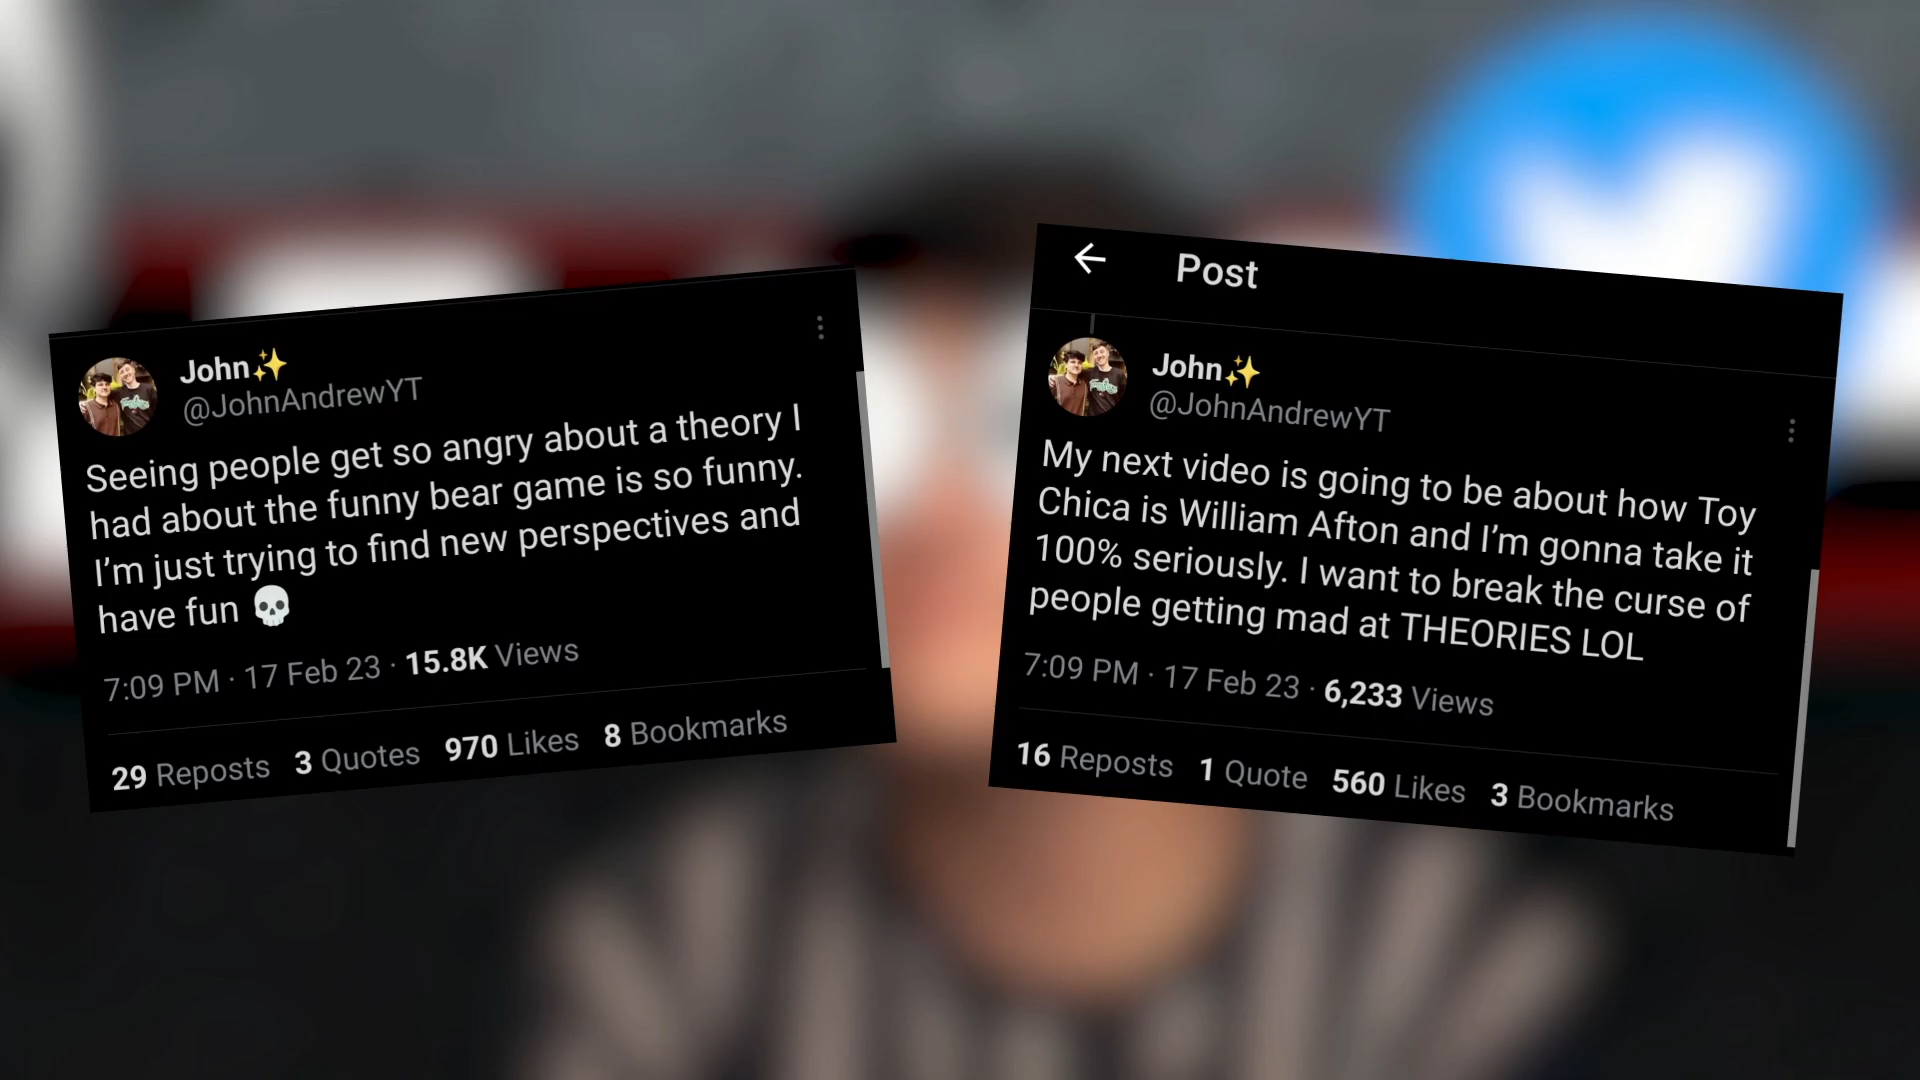 John✨
@JohnAndrewYT
Seeing people get so angry about a theory I
had about the funny bear game is so funny.
I'm just trying to find new perspectives and
have fun 💀
7:09 PM · 17 Feb 23 · 15.8K Views
29 Reposts 3 Quotes 970 Likes 8 Bookmarks
Post
John✨
@JohnAndrewYT
My next video is going to be about how Toy
Chica is William Afton and I'm gonna take it
100% seriously. I want to break the curse of
people getting mad at THEORIES LOL
7:09 PM · 17 Feb 23 · 6,233 Views
16 Reposts 1 Quote 560 Likes 3 Bookmarks